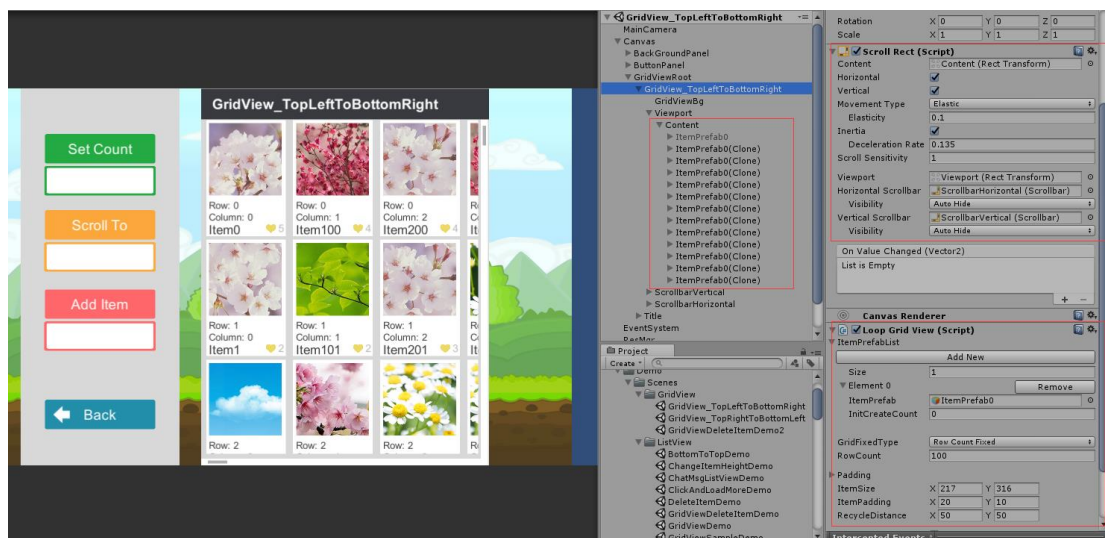 GridView_TopLeftToBottomRight
Set Count
Scroll To
Add Item
Back
Row: 0
Column: 0
Item0
5
Row: 0
Column: 1
Item100
4
Row: 0
Column: 2
Item200
4
Row: 1
Column: 0
Item1
2
Row: 1
Column: 1
Item101
2
Row: 1
Column: 2
Item201
3
Row: 2
Row: 2
Row: 2
GridView_TopLeftToBottomRight
MainCamera
Canvas
BackGroundPanel
ButtonPanel
GridViewRoot
GridView_TopLeftToBottomRight
GridViewBg
Viewport
Content
ItemPrefab0
ItemPrefab0(Clone)
ItemPrefab0(Clone)
ItemPrefab0(Clone)
ItemPrefab0(Clone)
ItemPrefab0(Clone)
ItemPrefab0(Clone)
ItemPrefab0(Clone)
ItemPrefab0(Clone)
ItemPrefab0(Clone)
ItemPrefab0(Clone)
ItemPrefab0(Clone)
ItemPrefab0(Clone)
ScrollbarVertical
ScrollbarHorizontal
Title
EventSystem
ResMgr
Project
Create
Demo
Scenes
GridView
GridView_TopLeftToBottomRight
GridView_TopRightToBottomLeft
GridViewDeleteItemDemo2
ListView
BottomToTopDemo
ChangeItemHeightDemo
ChatMsgListViewDemo
ClickAndLoadMoreDemo
DeleteItemDemo
GridViewDeleteItemDemo
GridViewDemo
GridViewSampleDemo
Rotation X 0 Y 0 Z 0
Scale X 1 Y 1 Z 1
Scroll Rect (Script)
Content Content (Rect Transform)
Horizontal
Vertical
Movement Type Elastic
Elasticity 0.1
Inertia
Deceleration Rate 0.135
Scroll Sensitivity 1
Viewport Viewport (Rect Transform)
Horizontal Scrollbar ScrollbarHorizontal (Scrollbar)
Visibility Auto Hide
Vertical Scrollbar ScrollbarVertical (Scrollbar)
Visibility Auto Hide
On Value Changed (Vector2)
List is Empty
Canvas Renderer
Loop Grid View (Script)
ItemPrefabList
Add New
Size 1
Element 0 Remove
ItemPrefab ItemPrefab0
InitCreateCount 0
GridFixedType Row Count Fixed
RowCount 100
Padding
ItemSize X 217 Y 316
ItemPadding X 20 Y 10
RecycleDistance X 50 Y 50
Intercepted Events